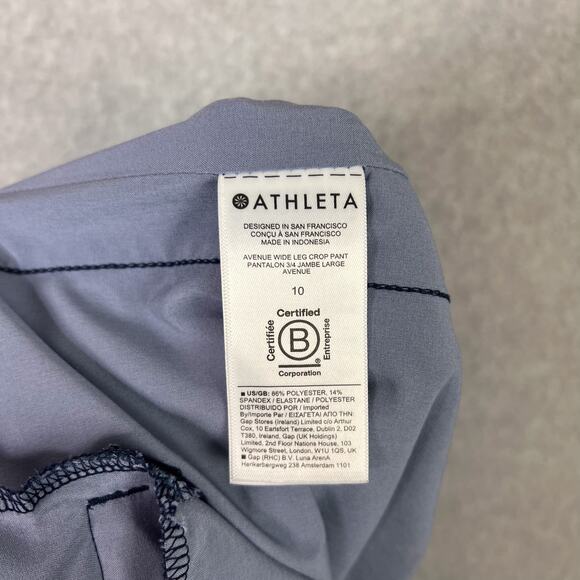 ATHLETA
DESIGNED IN SAN FRANCISCO
CONÇU À SAN FRANCISCO
MADE IN INDONESIA
AVENUE WIDE LEG CROP PANT
PANTALON 3/4 JAMBE LARGE
AVENUE
10
Certified
Certifiée
B
Entreprise
®
Corporation
■ US/GB: 86% POLYESTER, 14%
SPANDEX / ELASTANE / POLYESTER
DISTRIBUIDO POR / Imported
By/Importe Par / ΕΙΣΑΓΕΤΑΙ ΑΠΟ ΤΗΝ:
Gap Stores (Ireland) Limited c/o Arthur
Cox, 10 Earlsfort Terrace, Dublin 2, D02
T380, Ireland, Gap (UK Holdings)
Limited, 2nd Floor Nations House, 103
Wigmore Street, London, W1U 1QS, UK
■ Gap (RHC) B.V. Luna ArenA
Herikerbergweg 238 Amsterdam 1101